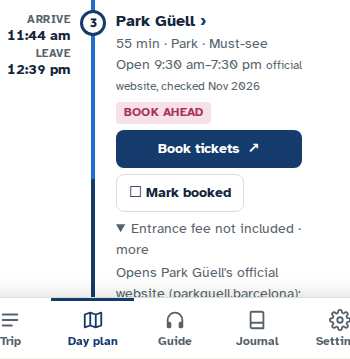 ARRIVE
11:44 am
LEAVE
12:39 pm
3
Park Güell ›
55 min · Park · Must-see
Open 9:30 am–7:30 pm official
website, checked Nov 2026
BOOK AHEAD
Book tickets ↗
☐ Mark booked
▼ Entrance fee not included ·
more
Opens Park Güell's official
website (parkguell.barcelona):
Trip
Day plan
Guide
Journal
Settin